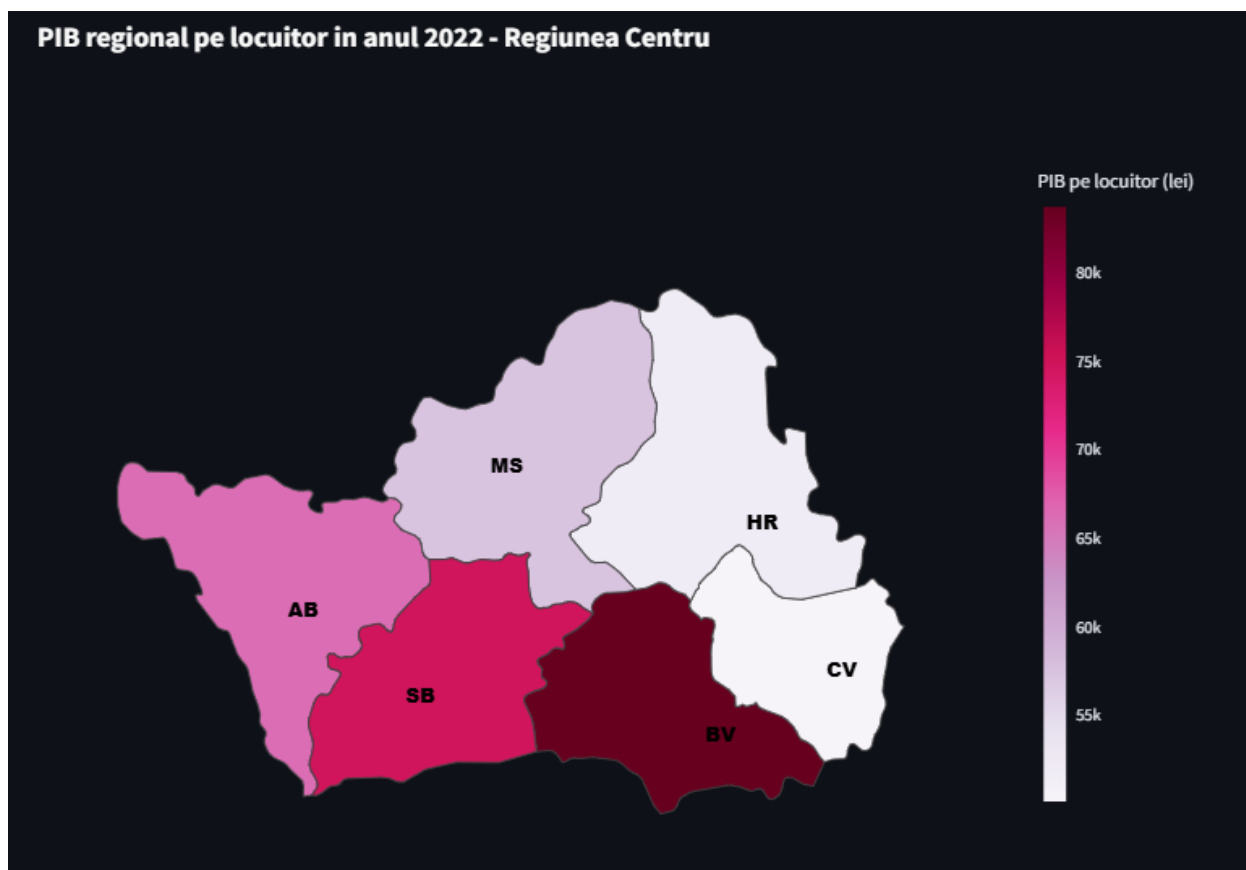 PIB regional pe locuitor in anul 2022 - Regiunea Centru
PIB pe locuitor (lei)
80k
75k
70k
65k
60k
55k
MS
HR
AB
CV
SB
BV